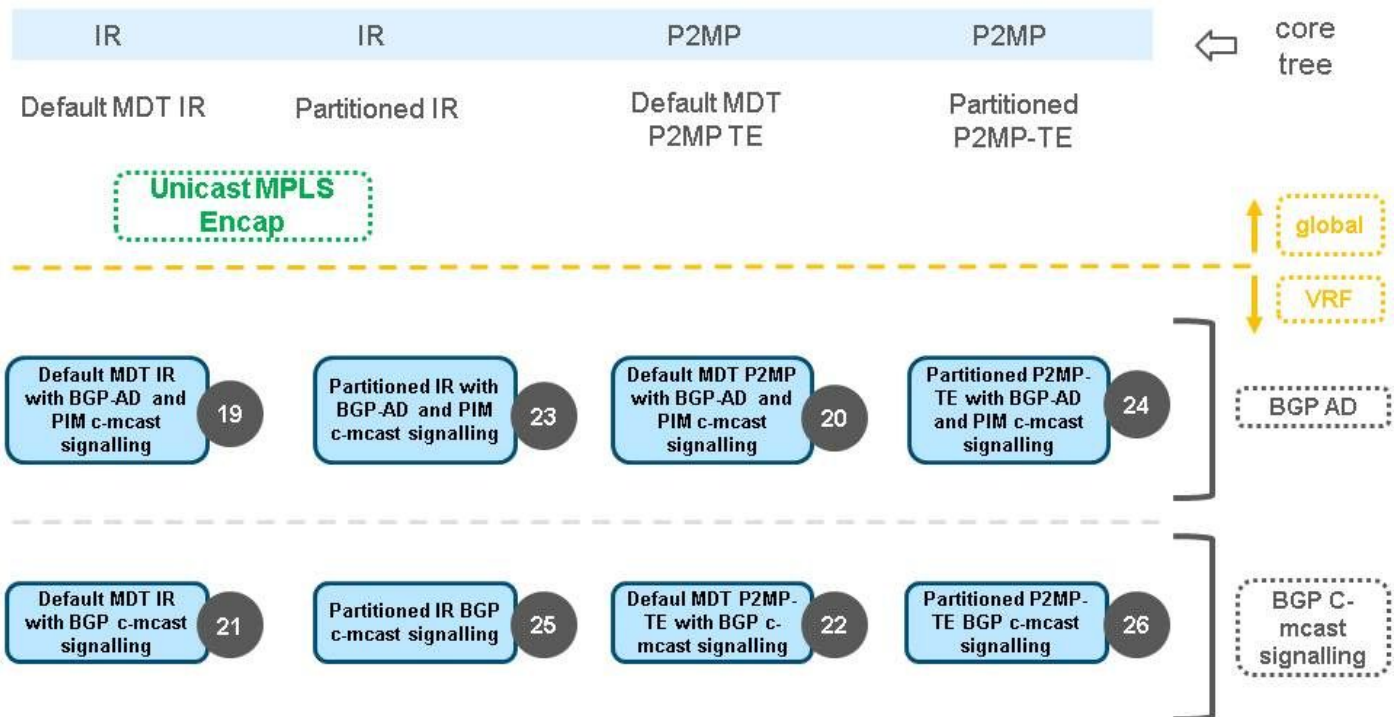 IR
IR
P2MP
P2MP
core
tree
Default MDT IR
Partitioned IR
Default MDT
P2MP TE
Partitioned
P2MP-TE
Unicast MPLS
Encap
global
VRF
Default MDT IR
with BGP-AD and
PIM c-mcast
signalling
19
Partitioned IR with
BGP-AD and PIM
c-mcast signalling
23
Default MDT P2MP
with BGP-AD and
PIM c-mcast
signalling
20
Partitioned P2MP-
TE with BGP-AD
and PIM c-mcast
signalling
24
BGP AD
Default MDT IR
with BGP c-mcast
signalling
21
Partitioned IR BGP
c-mcast signalling
25
Defaul MDT P2MP-
TE with BGP c-
mcast signalling
22
Partitioned P2MP-
TE BGP c-mcast
signalling
26
BGP C-
mcast
signalling